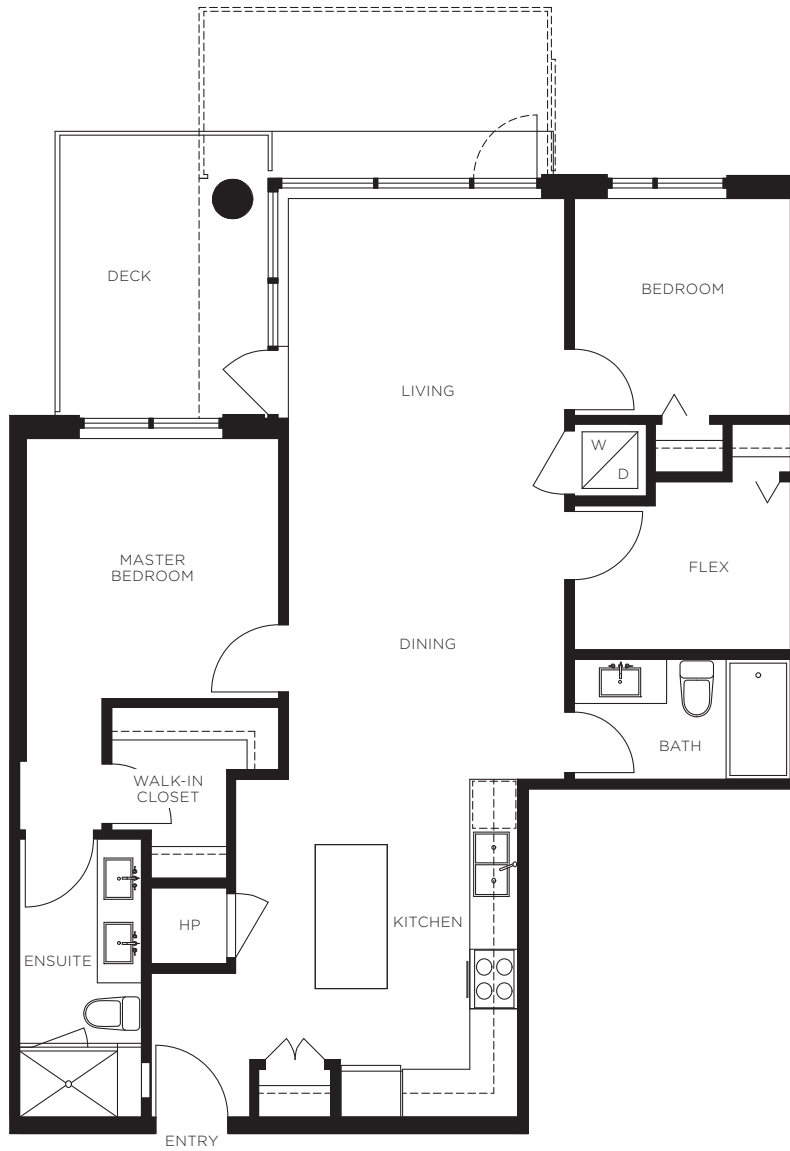 DECK
BEDROOM
LIVING
W
D
MASTER
BEDROOM
FLEX
DINING
BATH
WALK-IN
CLOSET
HP
KITCHEN
ENSUITE
ENTRY